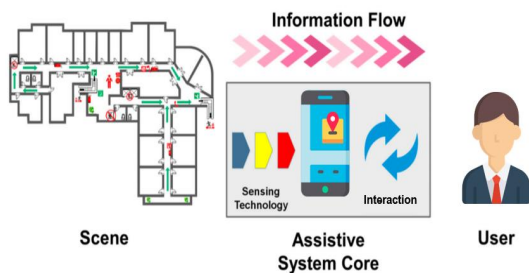 Information Flow
Sensing
Technology
Interaction
Scene
Assistive
System Core
User